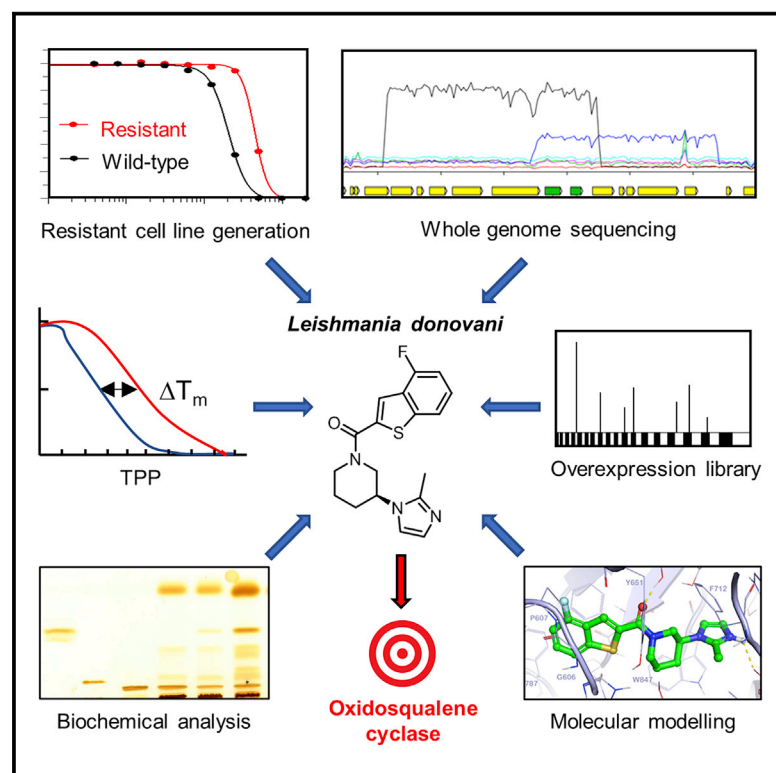 Resistant
Wild-type
Resistant cell line generation
Whole genome sequencing
Leishmania donovani
F
O
S
N
N
N
ΔTm
TPP
Overexpression library
Biochemical analysis
Oxidosqualene
cyclase
Y651
F712
P607
G606
787
W847
Molecular modelling